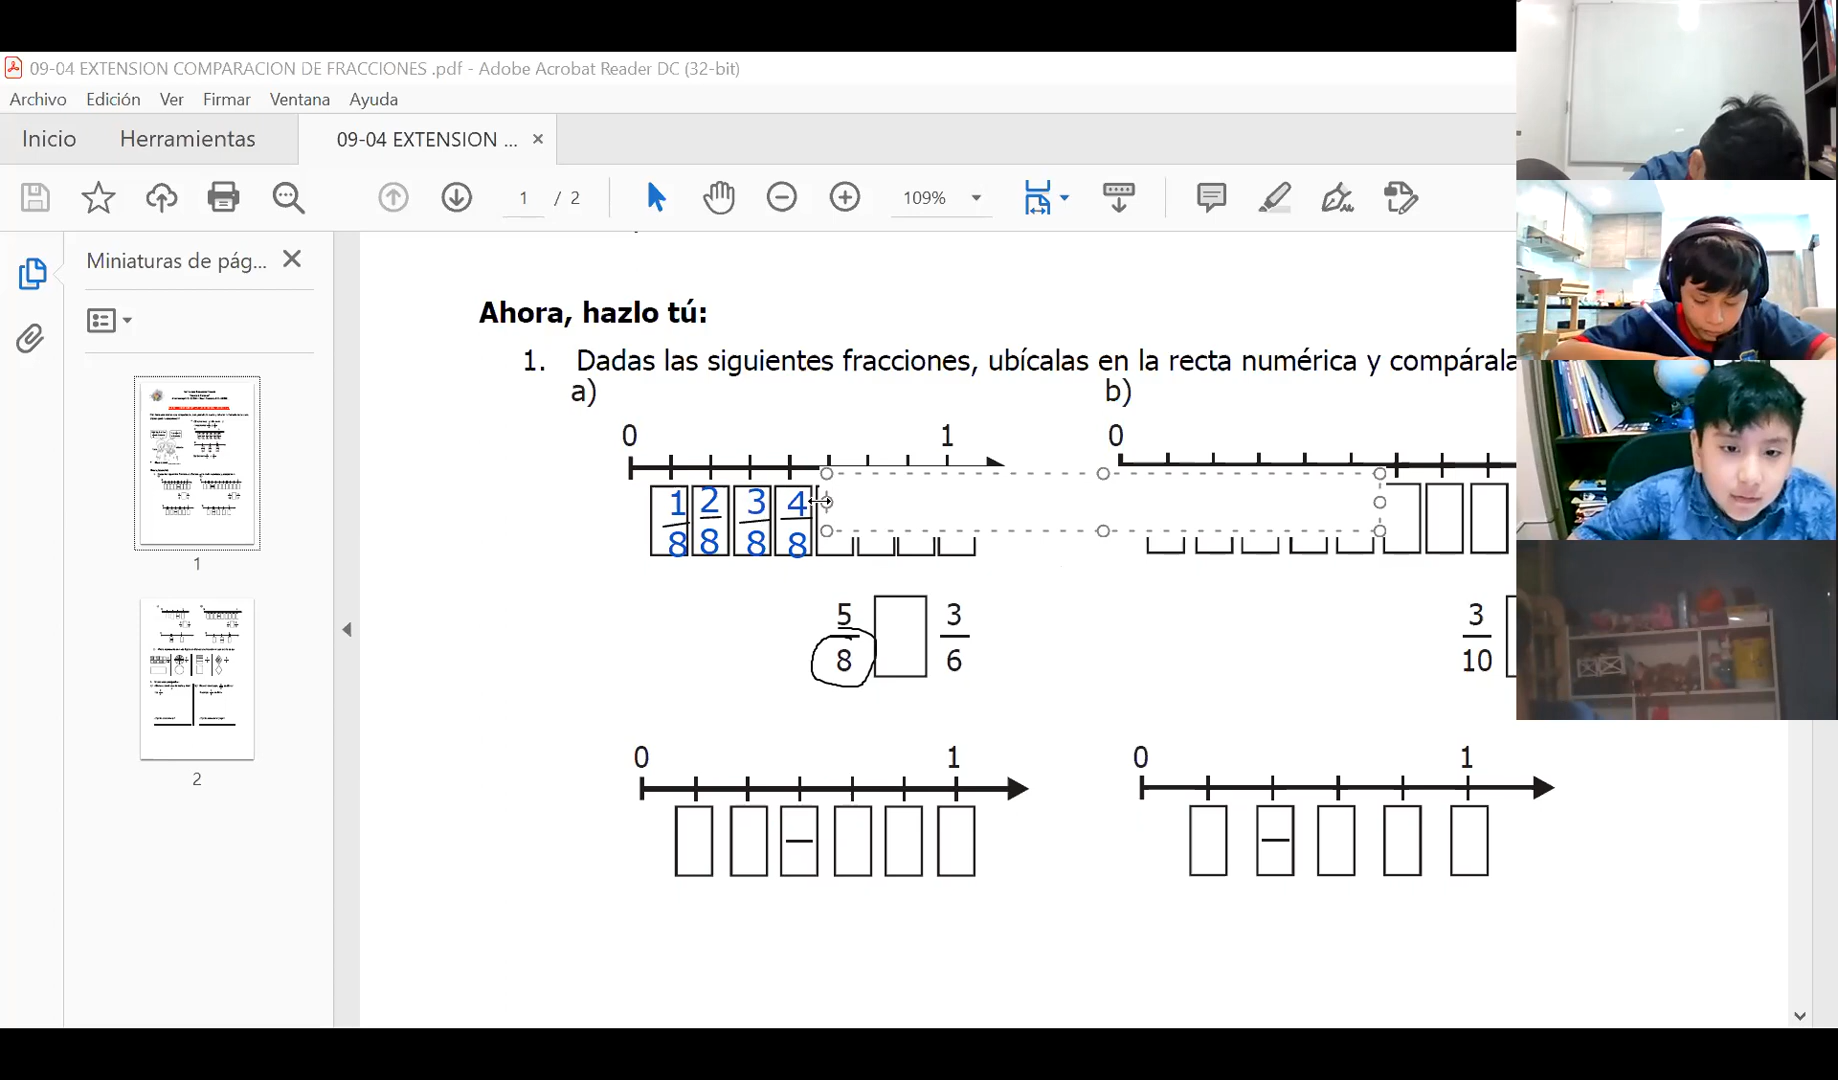 09-04 EXTENSION COMPARACION DE FRACCIONES .pdf - Adobe Acrobat Reader DC (32-bit)
Archivo Edición Ver Firmar Ventana Ayuda
Inicio Herramientas 09-04 EXTENSION ... ×
1 / 2 109%
Miniaturas de pág...
1
2
Ahora, hazlo tú:
1. Dadas las siguientes fracciones, ubícalas en la recta numérica y compárala
a) b)
0 1 0
1 2 3 4
8 8 8 8
5 3 3
8 6 10
0 1 0 1